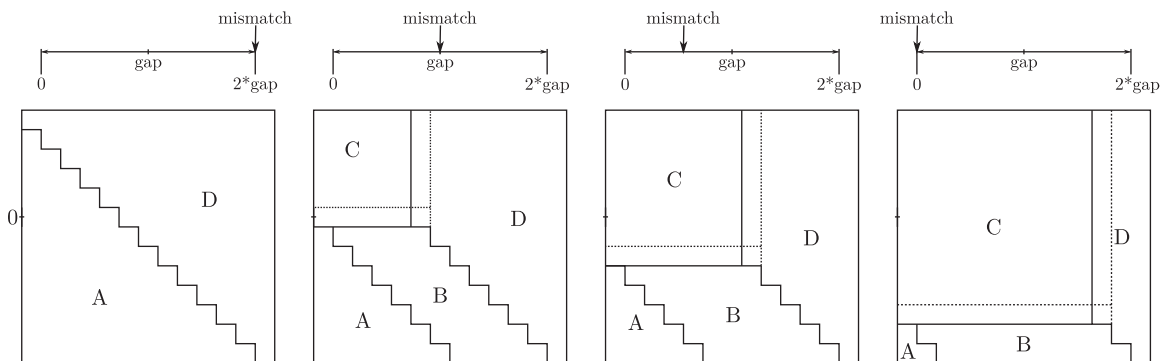 mismatch mismatch mismatch mismatch
gap gap gap gap
0 2*gap 0 2*gap 0 2*gap 0 2*gap
C
C
D
0 D C D
D
A B B
A A B
A